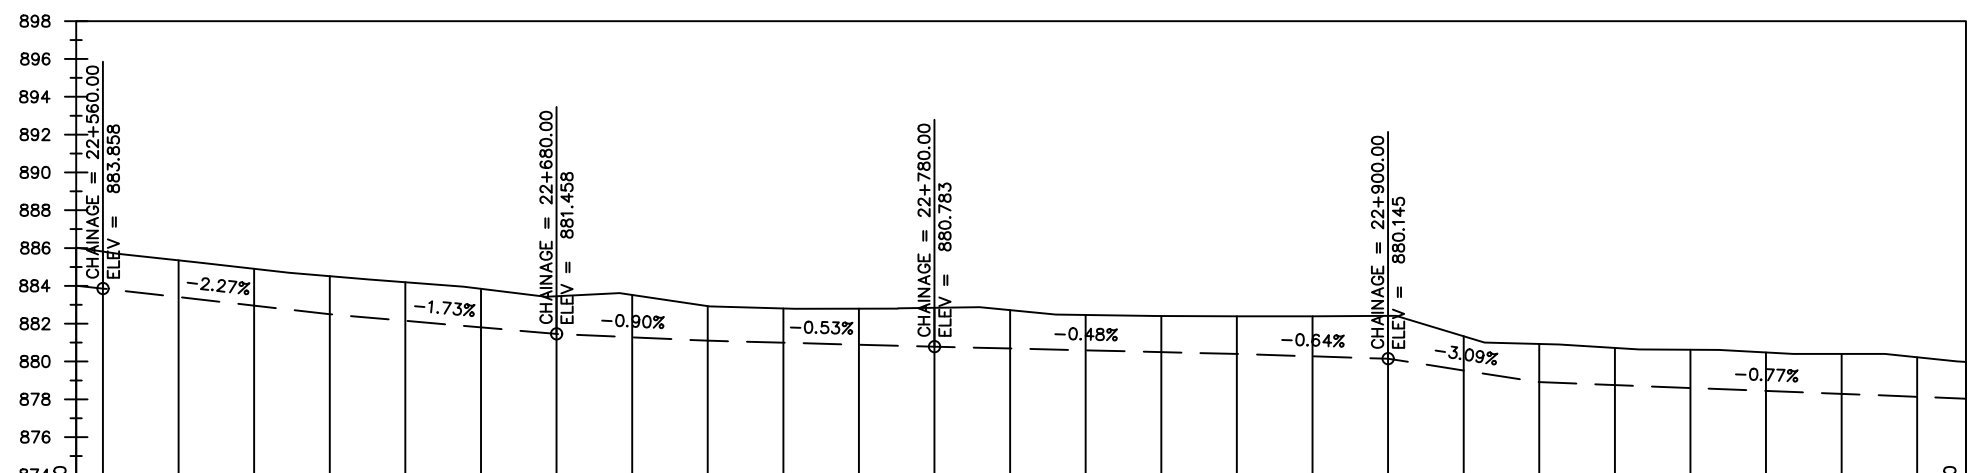 898
896
894
892
890
888
886
884
882
880
878
876
CHAINAGE = 22+560.00
ELEV = 883.858
CHAINAGE = 22+680.00
ELEV = 881.458
CHAINAGE = 22+780.00
ELEV = 880.783
CHAINAGE = 22+900.00
ELEV = 880.145
-2.27%
-1.73%
-0.90%
-0.53%
-0.48%
-0.64%
-3.09%
-0.77%